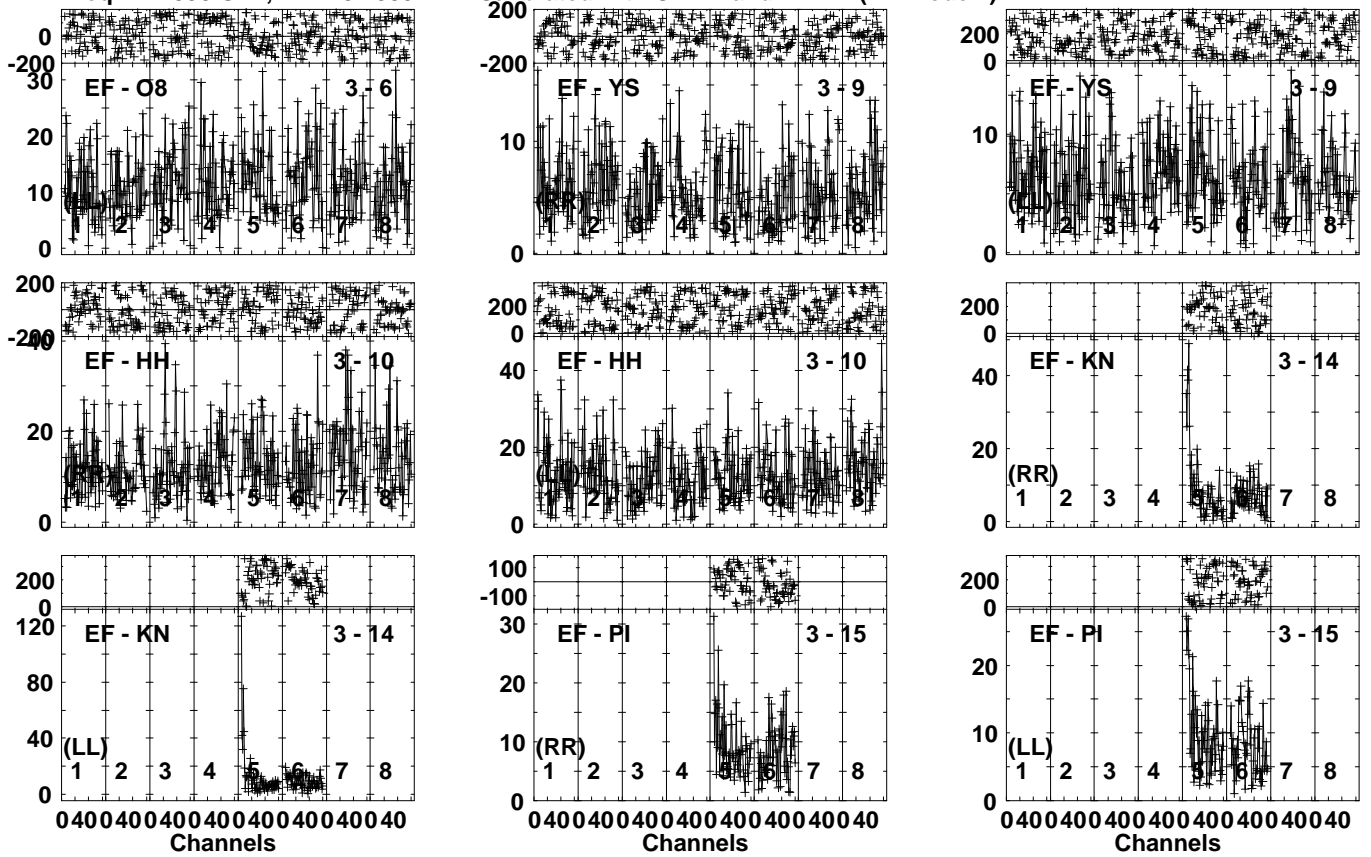 200 200
0 0 200
-200 -200 0
30 EF - O8 3 - 6 EF - YS 3 - 9 EF - YS 3 - 9
20 10 10
10 (LL) (RR) (LL)
1 2 3 4 5 6 7 8 1 2 3 4 5 6 7 8 1 2 3 4 5 6 7 8
0 0 0
200 200 200
-200 0 0
40 EF - HH 3 - 10 EF - HH 3 - 10 EF - KN 3 - 14
40 40
20 20 20
(RR) (LL) (RR)
1 2 3 4 5 6 7 8 1 2 3 4 5 6 7 8 1 2 3 4 5 6 7 8
0 0 0
200 100 200
0 -100 0
120 EF - KN 3 - 14 30 EF - PI 3 - 15 EF - PI 3 - 15
80 20 20
40 10 10
(LL) (RR) (LL)
1 2 3 4 5 6 7 8 1 2 3 4 5 6 7 8 1 2 3 4 5 6 7 8
0 0 0
0 40 0 40 0 40 0 40 0 40 0 40 0 40 0 40 0 40 0 40 0 40 0 40 0 40 0 40 0 40 0 40 0 40 0 40 0 40 0 40 0 40 0 40 0 40 0 40
Channels Channels Channels